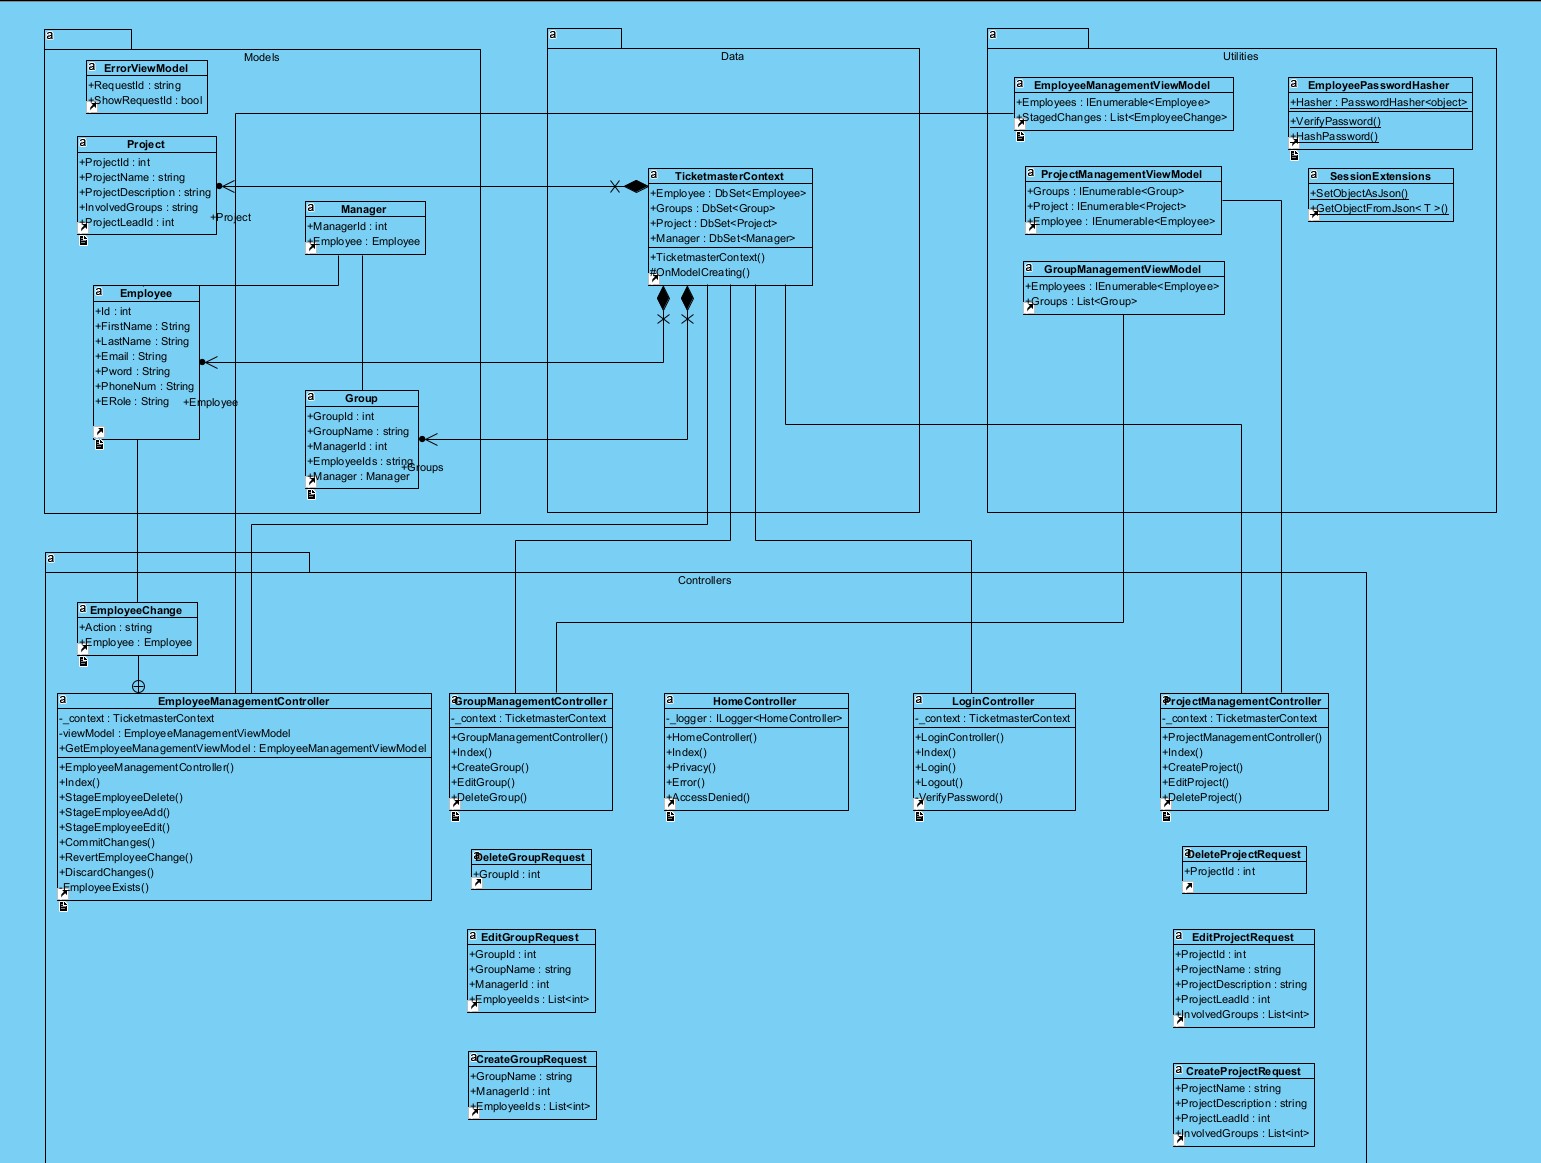 a
Models
a
ErrorViewModel
+RequestId : string
+ShowRequestId : bool
a
Project
+ProjectId : int
+ProjectName : string
+ProjectDescription : string
+InvolvedGroups : string
+ProjectLeadId : int
+Project
a
Manager
+ManagerId : int
+Employee : Employee
a
Employee
+Id : int
+FirstName : String
+LastName : String
+Email : String
+Pword : String
+PhoneNum : String
+ERole : String
+Employee
a
Group
+GroupId : int
+GroupName : string
+ManagerId : int
+EmployeeIds : string
+Manager : Manager
+Groups
a
Data
a
TicketmasterContext
+Employee : DbSet<Employee>
+Groups : DbSet<Group>
+Project : DbSet<Project>
+Manager : DbSet<Manager>
+TicketmasterContext()
#OnModelCreating()
a
Utilities
a
EmployeeManagementViewModel
+Employees : IEnumerable<Employee>
+StagedChanges : List<EmployeeChange>
a
EmployeePasswordHasher
+Hasher : PasswordHasher<object>
+VerifyPassword()
+HashPassword()
a
ProjectManagementViewModel
+Groups : IEnumerable<Group>
+Project : IEnumerable<Project>
+Employee : IEnumerable<Employee>
a
SessionExtensions
+SetObjectAsJson()
+GetObjectFromJson< T >()
a
GroupManagementViewModel
+Employees : IEnumerable<Employee>
+Groups : List<Group>
a
Controllers
a
EmployeeChange
+Action : string
+Employee : Employee
a
EmployeeManagementController
-_context : TicketmasterContext
-viewModel : EmployeeManagementViewModel
+GetEmployeeManagementViewModel : EmployeeManagementViewModel
+EmployeeManagementController()
+Index()
+StageEmployeeDelete()
+StageEmployeeAdd()
+StageEmployeeEdit()
+CommitChanges()
+RevertEmployeeChange()
+DiscardChanges()
-EmployeeExists()
a
GroupManagementController
-_context : TicketmasterContext
+GroupManagementController()
+Index()
+CreateGroup()
+EditGroup()
+DeleteGroup()
a
HomeController
-_logger : ILogger<HomeController>
+HomeController()
+Index()
+Privacy()
+Error()
+AccessDenied()
a
LoginController
-_context : TicketmasterContext
+LoginController()
+Index()
+Login()
+Logout()
-VerifyPassword()
a
ProjectManagementController
-_context : TicketmasterContext
+ProjectManagementController()
+Index()
+CreateProject()
+EditProject()
+DeleteProject()
a
DeleteGroupRequest
+GroupId : int
a
DeleteProjectRequest
+ProjectId : int
a
EditGroupRequest
+GroupId : int
+GroupName : string
+ManagerId : int
+EmployeeIds : List<int>
a
EditProjectRequest
+ProjectId : int
+ProjectName : string
+ProjectDescription : string
+ProjectLeadId : int
+InvolvedGroups : List<int>
a
CreateGroupRequest
+GroupName : string
+ManagerId : int
+EmployeeIds : List<int>
a
CreateProjectRequest
+ProjectName : string
+ProjectDescription : string
+ProjectLeadId : int
+InvolvedGroups : List<int>